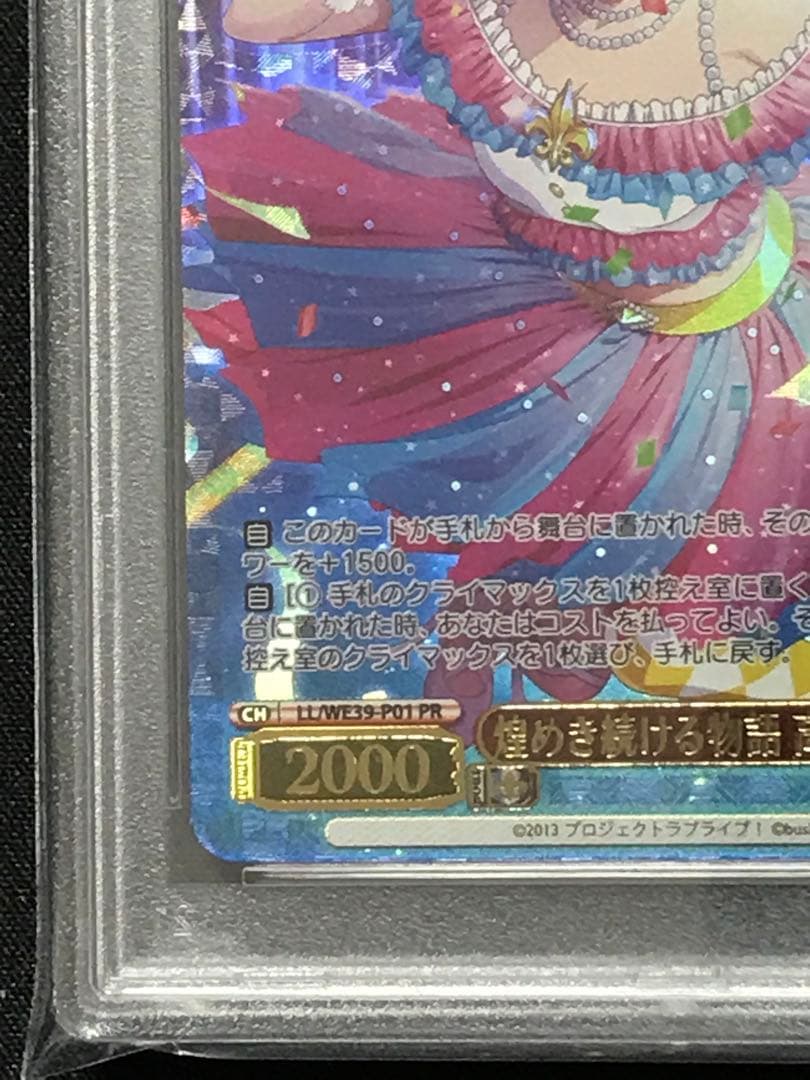 自 このカードが手札から舞台に置かれた時、その
ワーを+1500。
自 [① 手札のクライマックスを1枚控え室に置く
台に置かれた時、あなたはコストを払ってよい。そ
控え室のクライマックスを1枚選び、手札に戻す。
CH LL/WE39-P01 PR
煌めき続ける物語
2000
©2013 プロジェクトラブライブ！ ©bus